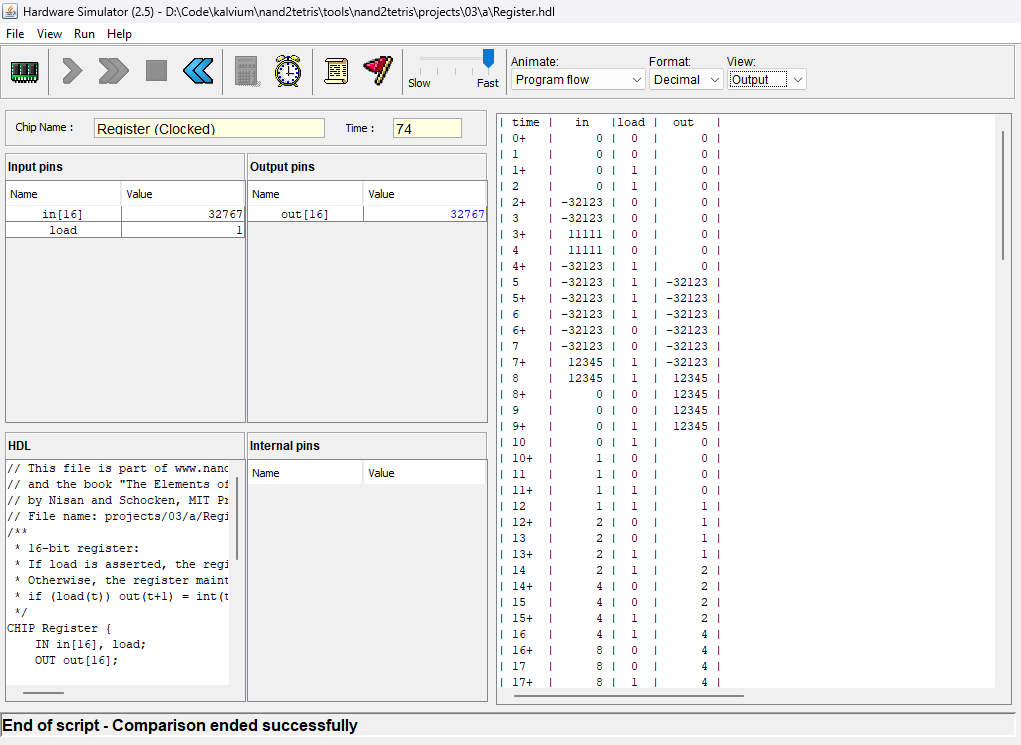 Hardware Simulator (2.5) - D:\Code\kalvium\nand2tetris\tools\nand2tetris\projects\03\a\Register.hdl
File View Run Help
Slow Fast
Animate: Format: View:
Program flow Decimal Output
Chip Name : Register (Clocked) Time : 74
Input pins
Name Value
in[16] 32767
load 1
Output pins
Name Value
out[16] 32767
HDL
// This file is part of www.nand
// and the book "The Elements of
// by Nisan and Schocken, MIT Pr
// File name: projects/03/a/Regi
/**
* 16-bit register:
* If load is asserted, the regi
* Otherwise, the register maint
* if (load(t)) out(t+1) = int(t
*/
CHIP Register {
IN in[16], load;
OUT out[16];
Internal pins
Name Value
| time | in |load | out |
| 0+ | 0 | 0 | 0 |
| 1 | 0 | 0 | 0 |
| 1+ | 0 | 1 | 0 |
| 2 | 0 | 1 | 0 |
| 2+ | -32123 | 0 | 0 |
| 3 | -32123 | 0 | 0 |
| 3+ | 11111 | 0 | 0 |
| 4 | 11111 | 0 | 0 |
| 4+ | -32123 | 1 | 0 |
| 5 | -32123 | 1 | -32123 |
| 5+ | -32123 | 1 | -32123 |
| 6 | -32123 | 1 | -32123 |
| 6+ | -32123 | 0 | -32123 |
| 7 | -32123 | 0 | -32123 |
| 7+ | 12345 | 1 | -32123 |
| 8 | 12345 | 1 | 12345 |
| 8+ | 0 | 0 | 12345 |
| 9 | 0 | 0 | 12345 |
| 9+ | 0 | 1 | 12345 |
| 10 | 0 | 1 | 0 |
| 10+ | 1 | 0 | 0 |
| 11 | 1 | 0 | 0 |
| 11+ | 1 | 1 | 0 |
| 12 | 1 | 1 | 1 |
| 12+ | 2 | 0 | 1 |
| 13 | 2 | 0 | 1 |
| 13+ | 2 | 1 | 1 |
| 14 | 2 | 1 | 2 |
| 14+ | 4 | 0 | 2 |
| 15 | 4 | 0 | 2 |
| 15+ | 4 | 1 | 2 |
| 16 | 4 | 1 | 4 |
| 16+ | 8 | 0 | 4 |
| 17 | 8 | 0 | 4 |
| 17+ | 8 | 1 | 4 |
End of script - Comparison ended successfully